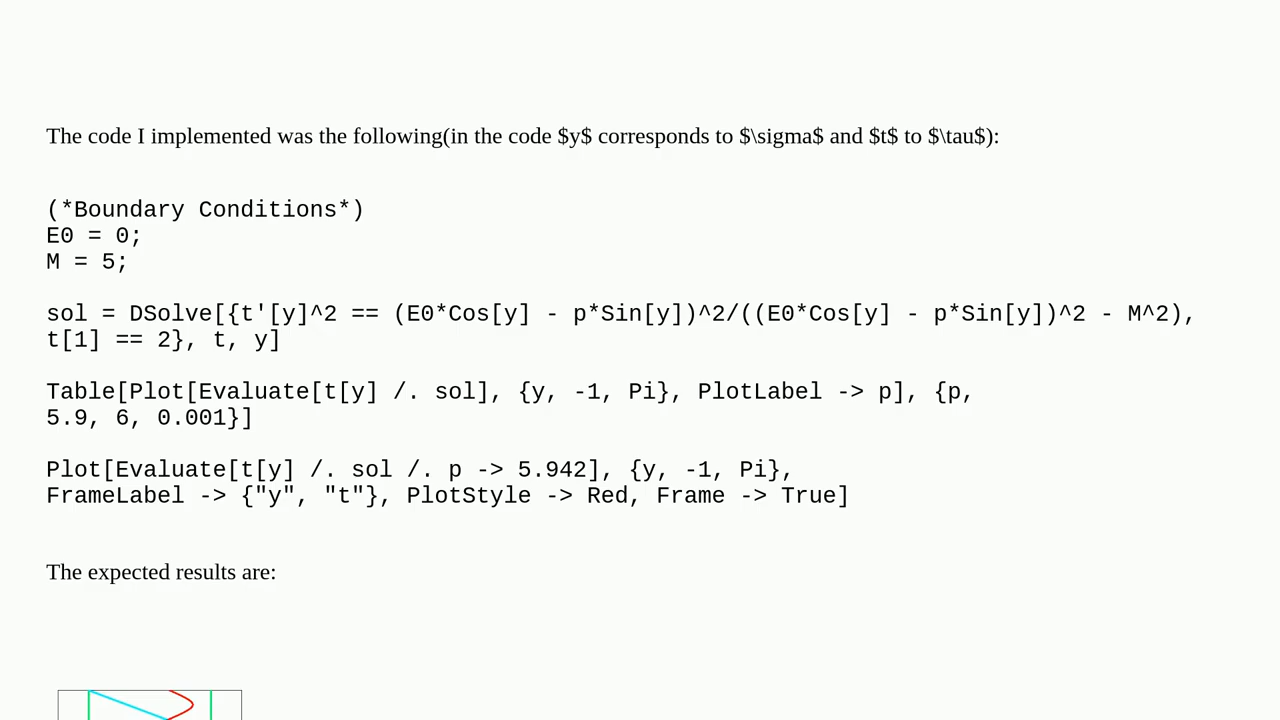 The code I implemented was the following(in the code $y$ corresponds to $\sigma$ and $t$ to $\tau$):
(*Boundary Conditions*)
E0 = 0;
M = 5;
sol = DSolve[{t'[y]^2 == (E0*Cos[y] - p*Sin[y])^2/((E0*Cos[y] - p*Sin[y])^2 - M^2),
t[1] == 2}, t, y]
Table[Plot[Evaluate[t[y] /. sol], {y, -1, Pi}, PlotLabel -> p], {p,
5.9, 6, 0.001}]
Plot[Evaluate[t[y] /. sol /. p -> 5.942], {y, -1, Pi},
FrameLabel -> {"y", "t"}, PlotStyle -> Red, Frame -> True]
The expected results are: